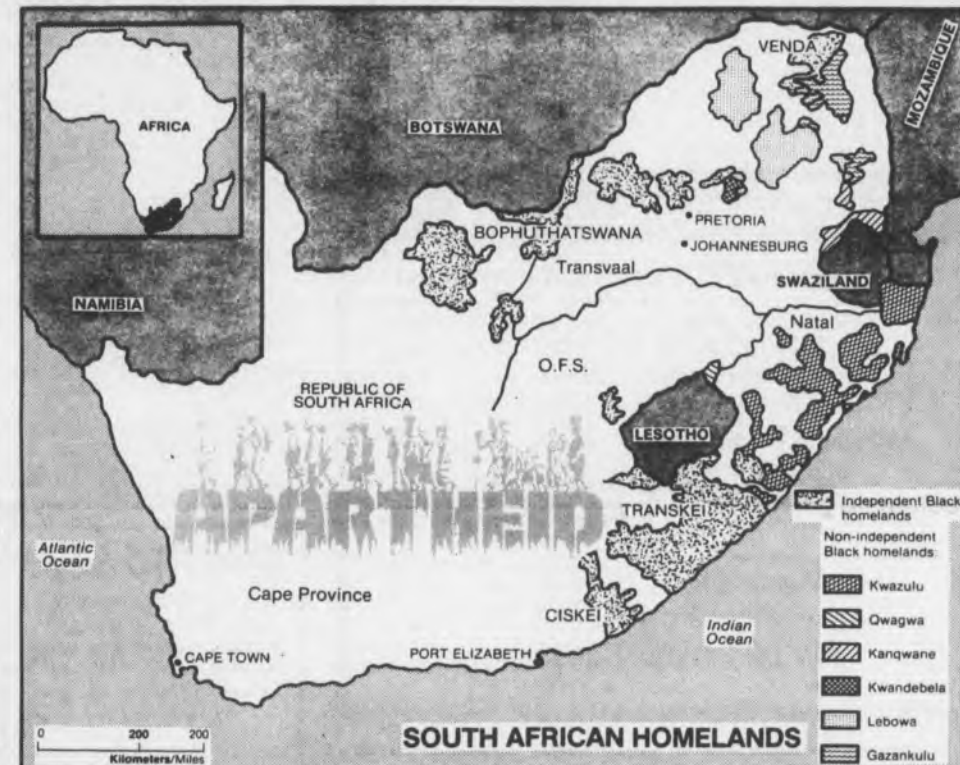 AFRICA
BOTSWANA
NAMIBIA
MOZAMBIQUE
VENDA
PRETORIA
BOPHUTHATSWANA
JOHANNESBURG
Transvaal
SWAZILAND
Natal
O.F.S.
REPUBLIC OF
SOUTH AFRICA
LESOTHO
APARTHEID
TRANSKEI
Atlantic
Ocean
Cape Province
CISKEI
Indian
Ocean
CAPE TOWN
PORT ELIZABETH
Independent Black
homelands
Non-independent
Black homelands:
Kwazulu
Qwagwa
Kanqwane
Kwandebela
Lebowa
Gazankulu
0 200 200
Kilometers/Miles
SOUTH AFRICAN HOMELANDS